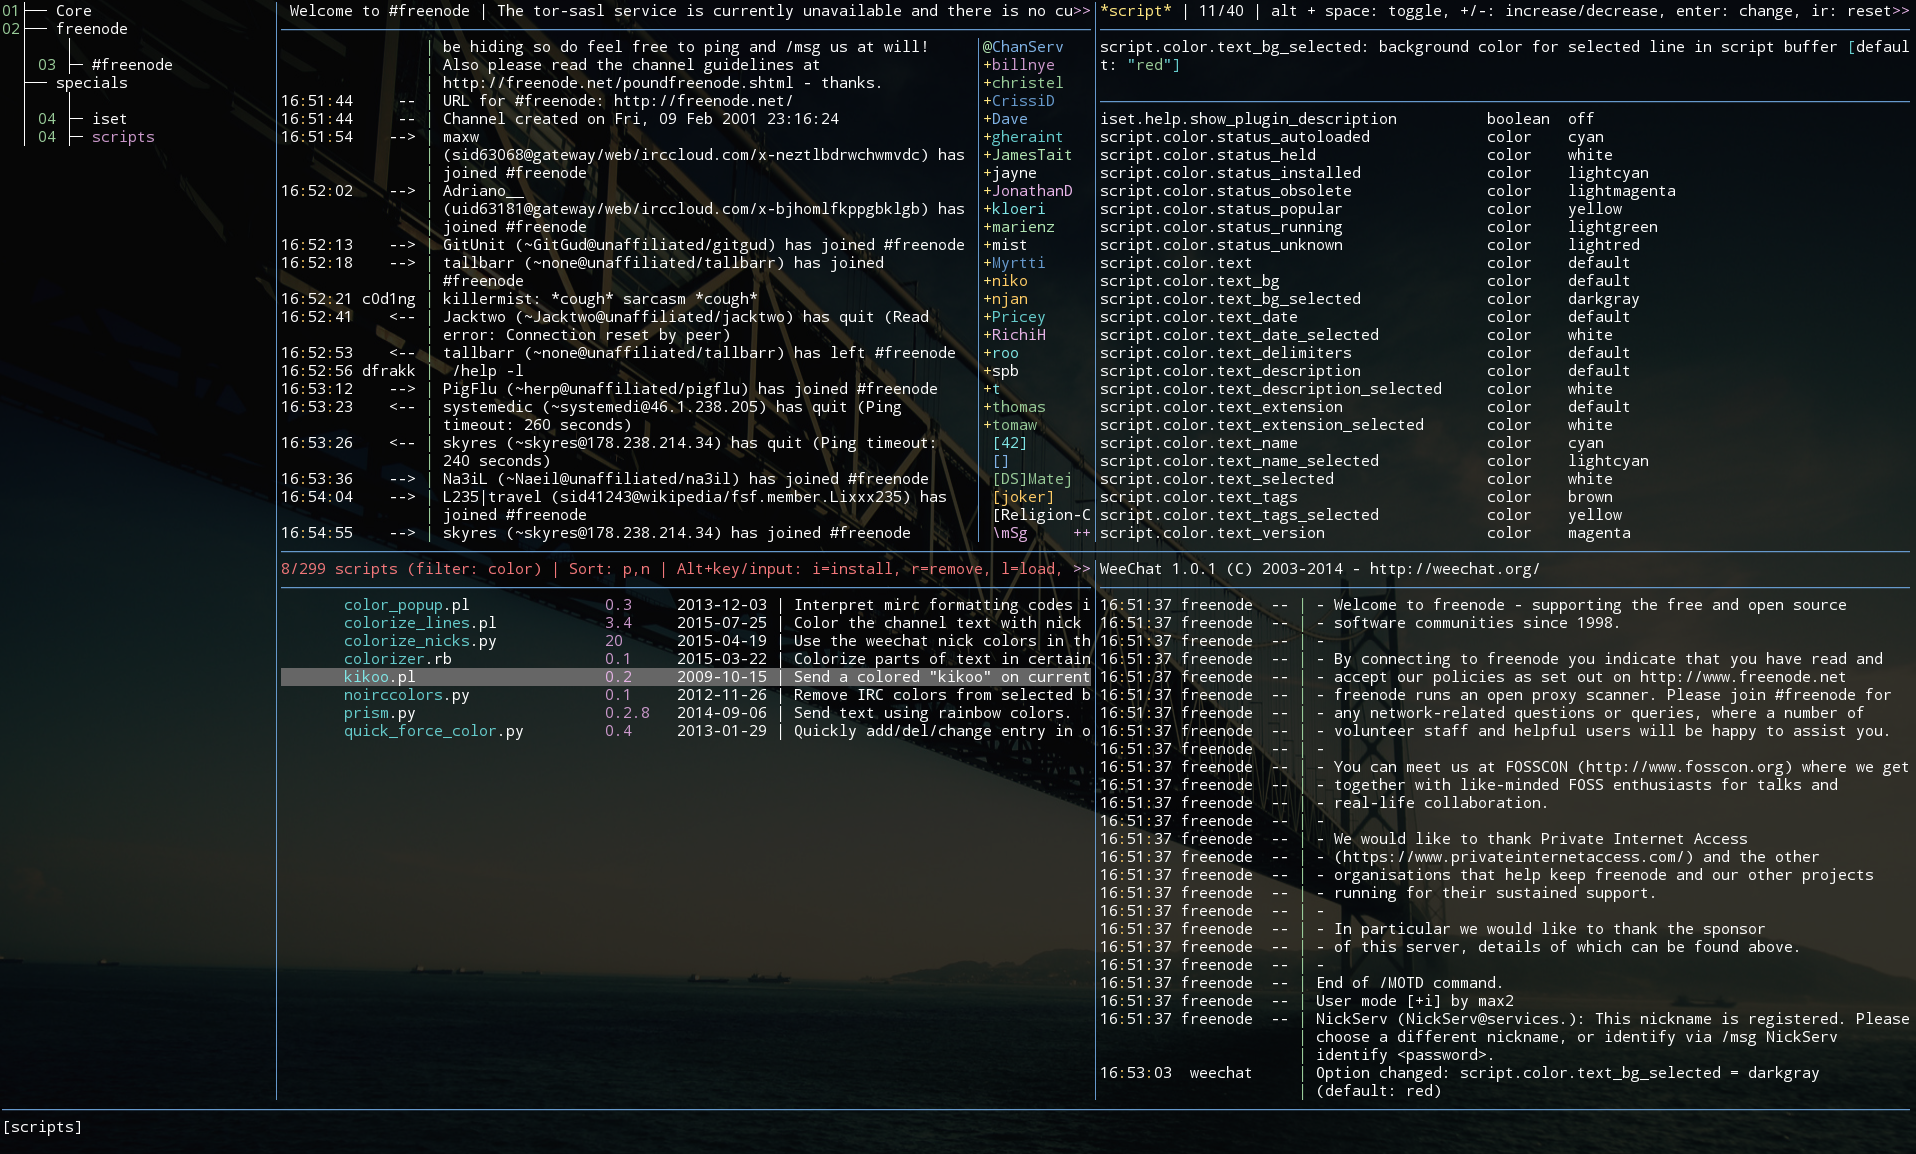 01 Core
02 freenode
03 #freenode
specials
04 iset
04 scripts
Welcome to #freenode | The tor-sasl service is currently unavailable and there is no cu>>
| be hiding so do feel free to ping and /msg us at will!
| Also please read the channel guidelines at
| http://freenode.net/poundfreenode.shtml - thanks.
16:51:44 -- | URL for #freenode: http://freenode.net/
16:51:44 -- | Channel created on Fri, 09 Feb 2001 23:16:24
16:51:54 --> | maxw
| (sid63068@gateway/web/irccloud.com/x-neztlbdrwchwmvdc) has
| joined #freenode
16:52:02 --> | Adriano__
| (uid63181@gateway/web/irccloud.com/x-bjhomlfkppgbklgb) has
| joined #freenode
16:52:13 --> | GitUnit (~GitGud@unaffiliated/gitgud) has joined #freenode
16:52:18 --> | tallbarr (~none@unaffiliated/tallbarr) has joined
| #freenode
16:52:21 c0d1ng | killermist: *cough* sarcasm *cough*
16:52:41 <-- | Jacktwo (~Jacktwo@unaffiliated/jacktwo) has quit (Read
| error: Connection reset by peer)
16:52:53 <-- | tallbarr (~none@unaffiliated/tallbarr) has left #freenode
16:52:56 dfrakk | /help -l
16:53:12 --> | PigFlu (~herp@unaffiliated/pigflu) has joined #freenode
16:53:23 <-- | systemedic (~systemedi@46.1.238.205) has quit (Ping
| timeout: 260 seconds)
16:53:26 <-- | skyres (~skyres@178.238.214.34) has quit (Ping timeout:
| 240 seconds)
16:53:36 --> | Na3iL (~Naeil@unaffiliated/na3il) has joined #freenode
16:54:04 --> | L235|travel (sid41243@wikipedia/fsf.member.Lixxx235) has
| joined #freenode
16:54:55 --> | skyres (~skyres@178.238.214.34) has joined #freenode
@ChanServ
+billnye
+christel
+CrissiD
+Dave
+gheraint
+JamesTait
+jayne
+JonathanD
+kloeri
+marienz
+mist
+Myrtti
+niko
+njan
+Pricey
+RichiH
+roo
+spb
+t
+thomas
+tomaw
[42]
[]
[DS]Matej
[joker]
[Religion-C
\mSg ++
*script* | 11/40 | alt + space: toggle, +/-: increase/decrease, enter: change, ir: reset>>
script.color.text_bg_selected: background color for selected line in script buffer [defaul
t: "red"]
iset.help.show_plugin_description boolean off
script.color.status_autoloaded color cyan
script.color.status_held color white
script.color.status_installed color lightcyan
script.color.status_obsolete color lightmagenta
script.color.status_popular color yellow
script.color.status_running color lightgreen
script.color.status_unknown color lightred
script.color.text color default
script.color.text_bg color default
script.color.text_bg_selected color darkgray
script.color.text_date color default
script.color.text_date_selected color white
script.color.text_delimiters color default
script.color.text_description color default
script.color.text_description_selected color white
script.color.text_extension color default
script.color.text_extension_selected color white
script.color.text_name color cyan
script.color.text_name_selected color lightcyan
script.color.text_selected color white
script.color.text_tags color brown
script.color.text_tags_selected color yellow
script.color.text_version color magenta
8/299 scripts (filter: color) | Sort: p,n | Alt+key/input: i=install, r=remove, l=load, >>
color_popup.pl 0.3 2013-12-03 | Interpret mirc formatting codes i
colorize_lines.pl 3.4 2015-07-25 | Color the channel text with nick
colorize_nicks.py 20 2015-04-19 | Use the weechat nick colors in th
colorizer.rb 0.1 2015-03-22 | Colorize parts of text in certain
kikoo.pl 0.2 2009-10-15 | Send a colored "kikoo" on current
noirccolors.py 0.1 2012-11-26 | Remove IRC colors from selected b
prism.py 0.2.8 2014-09-06 | Send text using rainbow colors.
quick_force_color.py 0.4 2013-01-29 | Quickly add/del/change entry in o
WeeChat 1.0.1 (C) 2003-2014 - http://weechat.org/
16:51:37 freenode -- | - Welcome to freenode - supporting the free and open source
16:51:37 freenode -- | - software communities since 1998.
16:51:37 freenode -- | -
16:51:37 freenode -- | - By connecting to freenode you indicate that you have read and
16:51:37 freenode -- | - accept our policies as set out on http://www.freenode.net
16:51:37 freenode -- | - freenode runs an open proxy scanner. Please join #freenode for
16:51:37 freenode -- | - any network-related questions or queries, where a number of
16:51:37 freenode -- | - volunteer staff and helpful users will be happy to assist you.
16:51:37 freenode -- | -
16:51:37 freenode -- | - You can meet us at FOSSCON (http://www.fosscon.org) where we get
16:51:37 freenode -- | - together with like-minded FOSS enthusiasts for talks and
16:51:37 freenode -- | - real-life collaboration.
16:51:37 freenode -- | -
16:51:37 freenode -- | - We would like to thank Private Internet Access
16:51:37 freenode -- | - (https://www.privateinternetaccess.com/) and the other
16:51:37 freenode -- | - organisations that help keep freenode and our other projects
16:51:37 freenode -- | - running for their sustained support.
16:51:37 freenode -- | -
16:51:37 freenode -- | - In particular we would like to thank the sponsor
16:51:37 freenode -- | - of this server, details of which can be found above.
16:51:37 freenode -- | -
16:51:37 freenode -- | End of /MOTD command.
16:51:37 freenode -- | User mode [+i] by max2
16:51:37 freenode -- | NickServ (NickServ@services.): This nickname is registered. Please
| choose a different nickname, or identify via /msg NickServ
| identify <password>.
16:53:03 weechat | Option changed: script.color.text_bg_selected = darkgray
| (default: red)
[scripts]